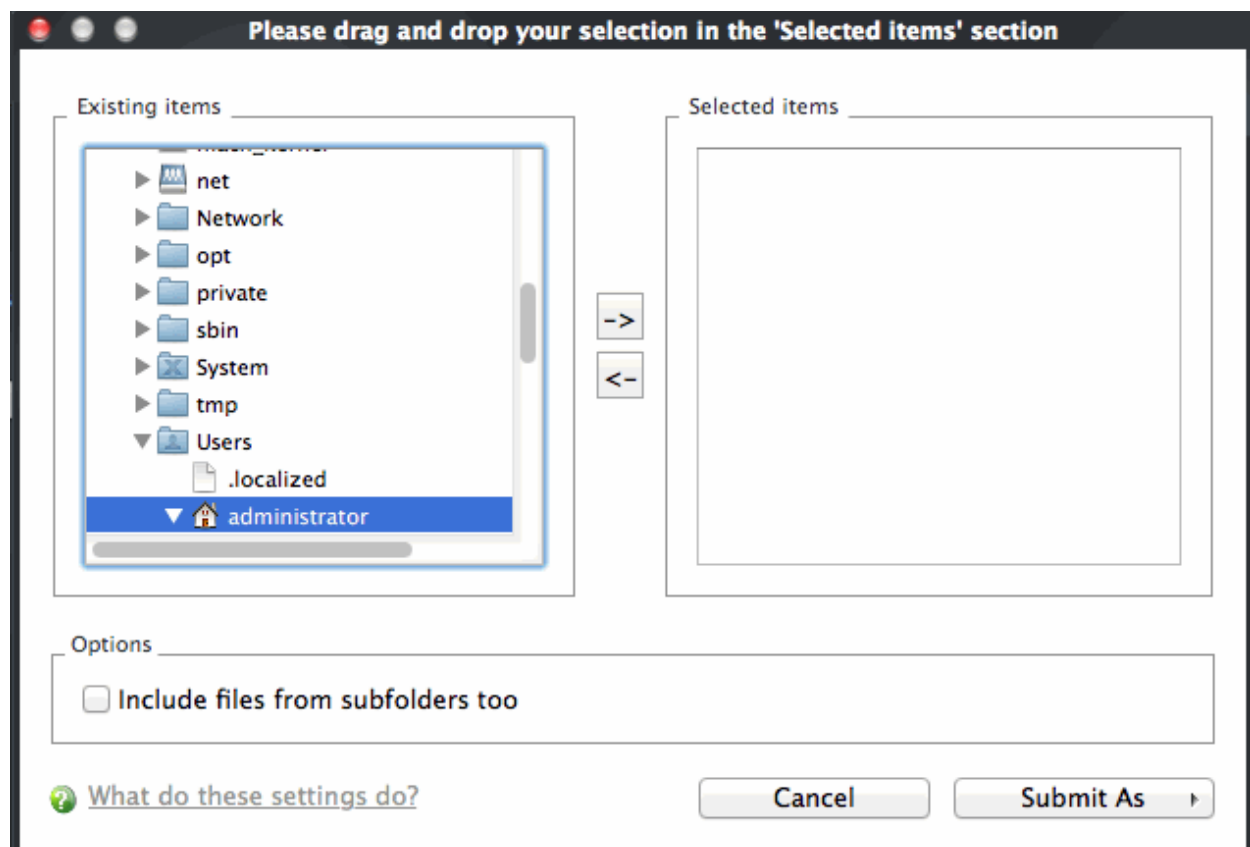 Please drag and drop your selection in the 'Selected items' section
Existing items
Selected items
net
Network
opt
private
sbin
System
tmp
Users
.localized
administrator
->
<-
Options
Include files from subfolders too
What do these settings do?
Cancel
Submit As